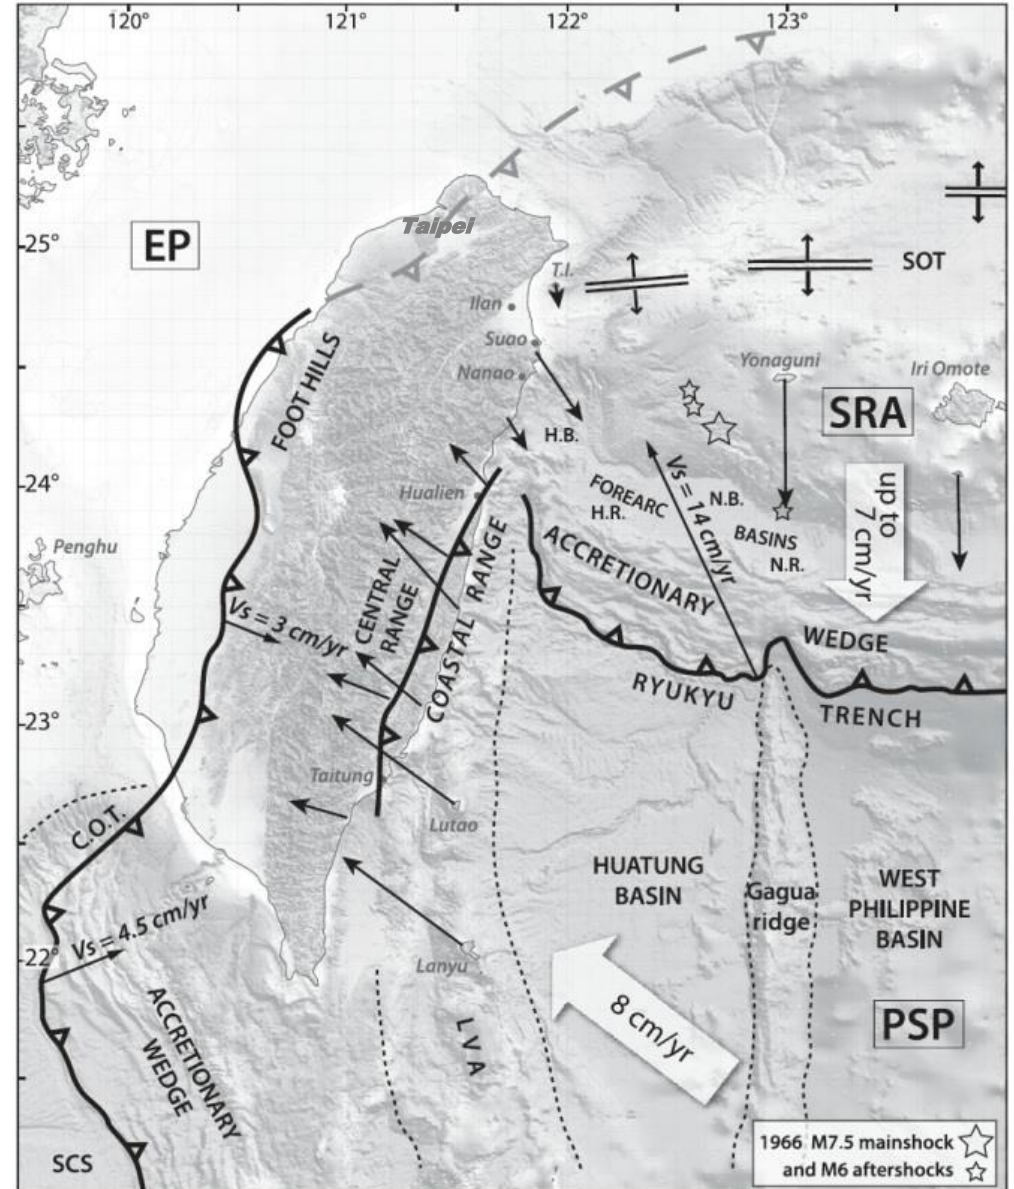 120°
121°
122°
123°
Taipei
25°
EP
T.I.
SOT
Ilan
Suao
Nanao
FOOT HILLS
Yonaguni
Iri Omote
SRA
H.B.
24°
Hualien
FOREARC
H.R.
N.B.
BASINS
N.R.
Vs = 14 cm/yr
up to
7 cm/yr
Penghu
ACCRETIONARY
WEDGE
CENTRAL
RANGE
COASTAL RANGE
Vs = 3 cm/yr
RYUKYU
TRENCH
23°
Taitung
Lutao
C.O.T.
HUATUNG
BASIN
Gagua
ridge
WEST
PHILIPPINE
BASIN
Vs = 4.5 cm/yr
22°
Lanyu
8 cm/yr
ACCRETIONARY
WEDGE
LVA
PSP
SCS
1966 M7.5 mainshock
and M6 aftershocks